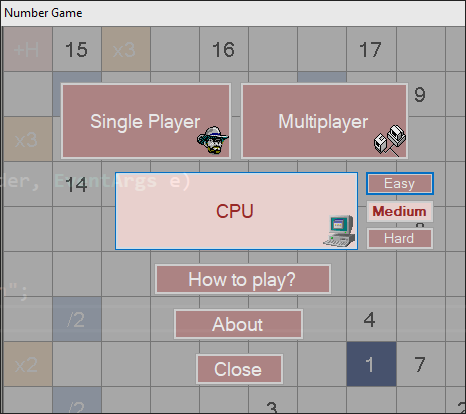 Number Game
+H 15 x3 16 17
9
Single Player Multiplayer
x3
der, EventArgs e)
14 Easy
CPU Medium
Hard
How to play?
";
/2 About 4
x2 Close 1 7
/2 3